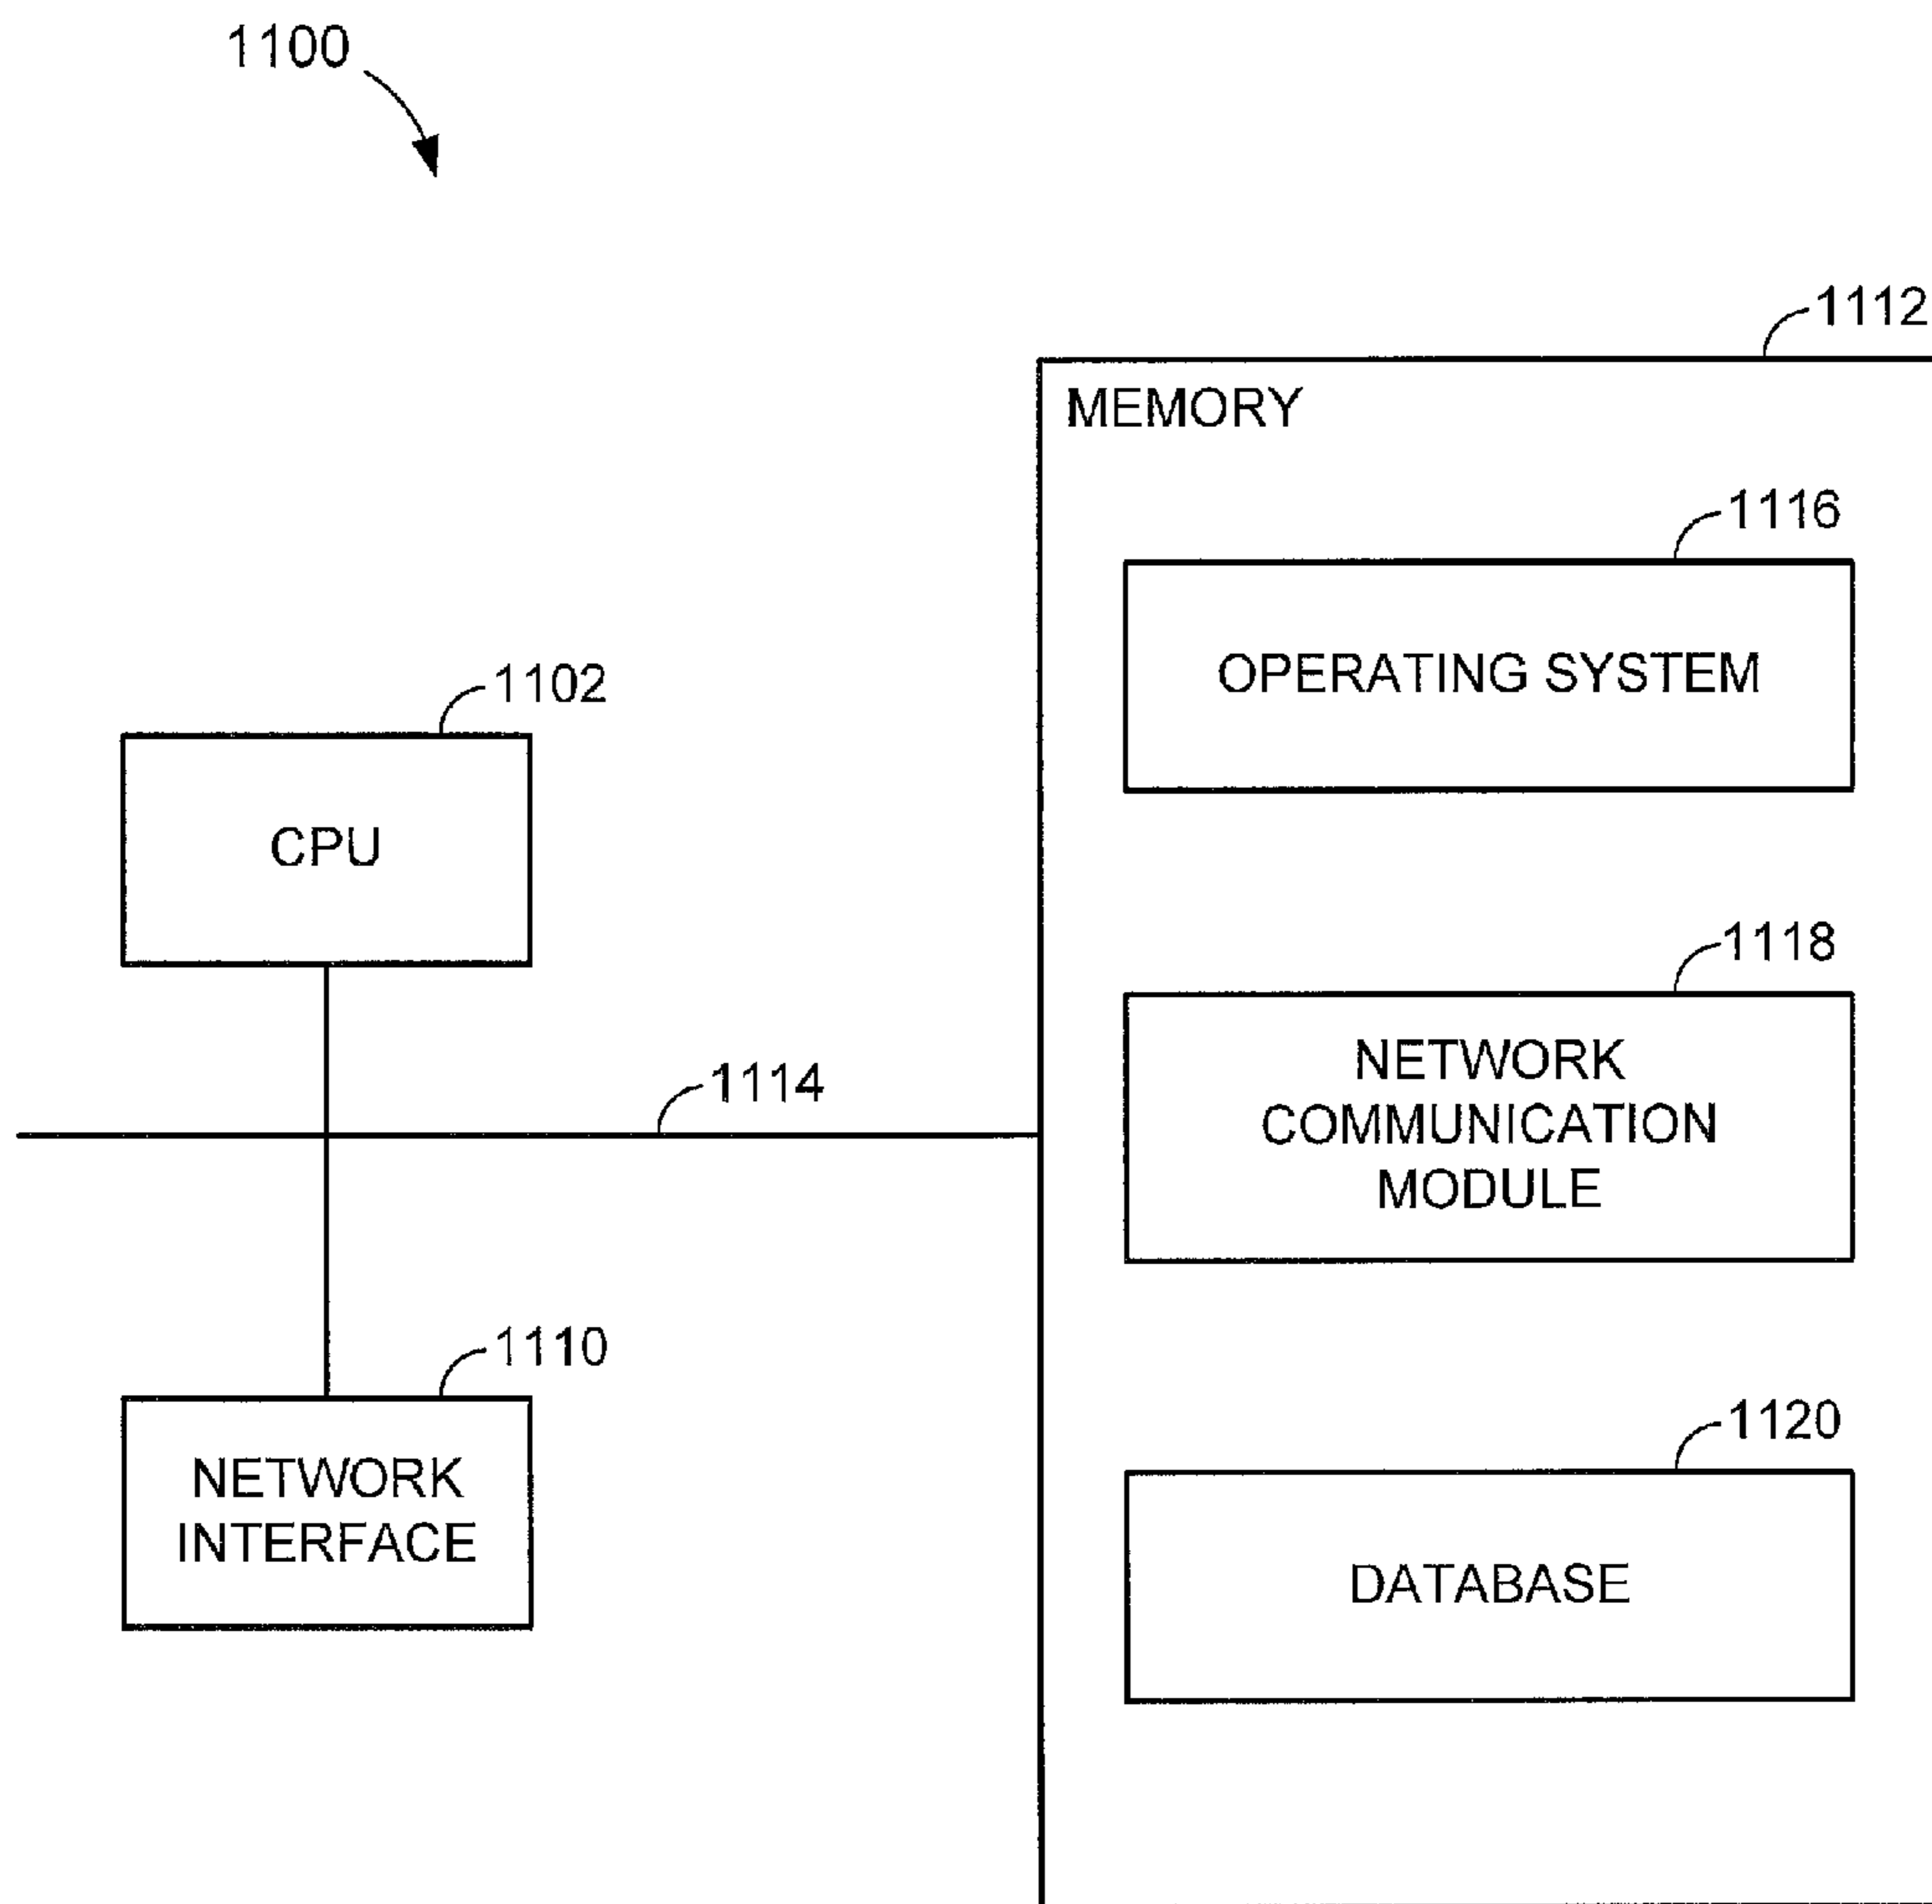 1100
1112
MEMORY
1116
OPERATING SYSTEM
1102
CPU
1118
NETWORK
COMMUNICATION
MODULE
1114
1110
NETWORK
INTERFACE
1120
DATABASE